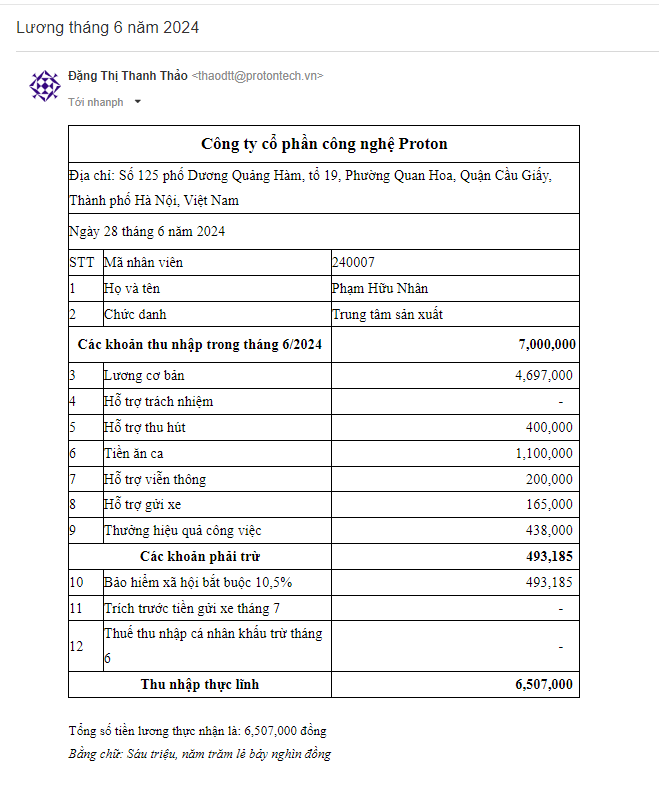 Lương tháng 6 năm 2024
Đặng Thị Thanh Thảo <thaodtt@protontech.vn>
Tới nhanph
Công ty cổ phần công nghệ Proton
Địa chỉ: Số 125 phố Dương Quảng Hàm, tổ 19, Phường Quan Hoa, Quận Cầu Giấy,
Thành phố Hà Nội, Việt Nam
Ngày 28 tháng 6 năm 2024
STT Mã nhân viên 240007
1 Họ và tên Phạm Hữu Nhân
2 Chức danh Trung tâm sản xuất
Các khoản thu nhập trong tháng 6/2024 7,000,000
3 Lương cơ bản 4,697,000
4 Hỗ trợ trách nhiệm -
5 Hỗ trợ thu hút 400,000
6 Tiền ăn ca 1,100,000
7 Hỗ trợ viễn thông 200,000
8 Hỗ trợ gửi xe 165,000
9 Thưởng hiệu quả công việc 438,000
Các khoản phải trừ 493,185
10 Bảo hiểm xã hội bắt buộc 10,5% 493,185
11 Trích trước tiền gửi xe tháng 7 -
12 Thuế thu nhập cá nhân khấu trừ tháng
6 -
Thu nhập thực lĩnh 6,507,000
Tổng số tiền lương thực nhận là: 6,507,000 đồng
Bằng chữ: Sáu triệu, năm trăm lẻ bảy nghìn đồng